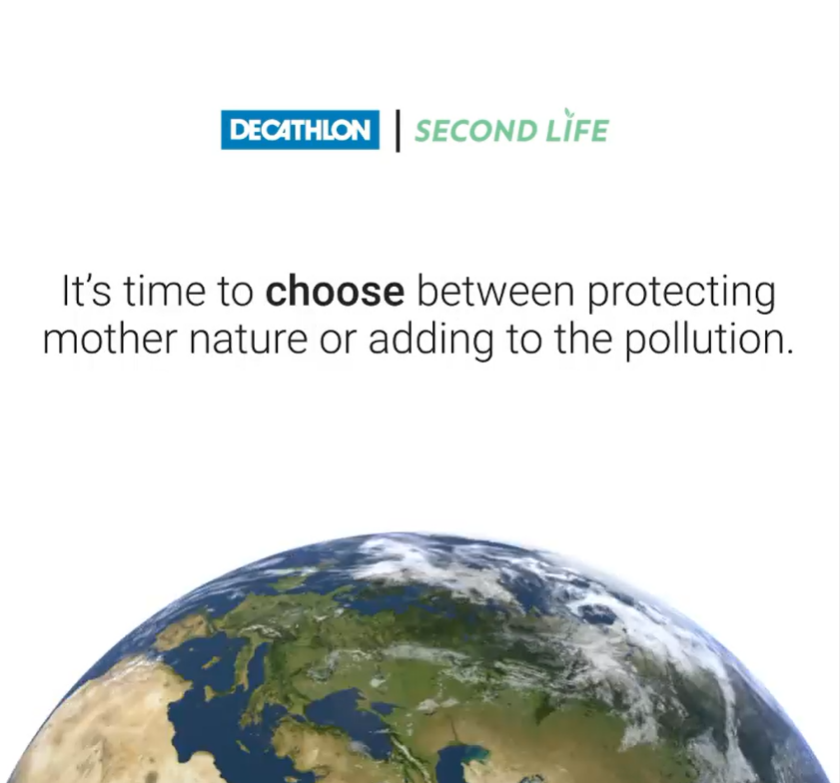 DECATHLON | SECOND LIFE
It's time to choose between protecting
mother nature or adding to the pollution.